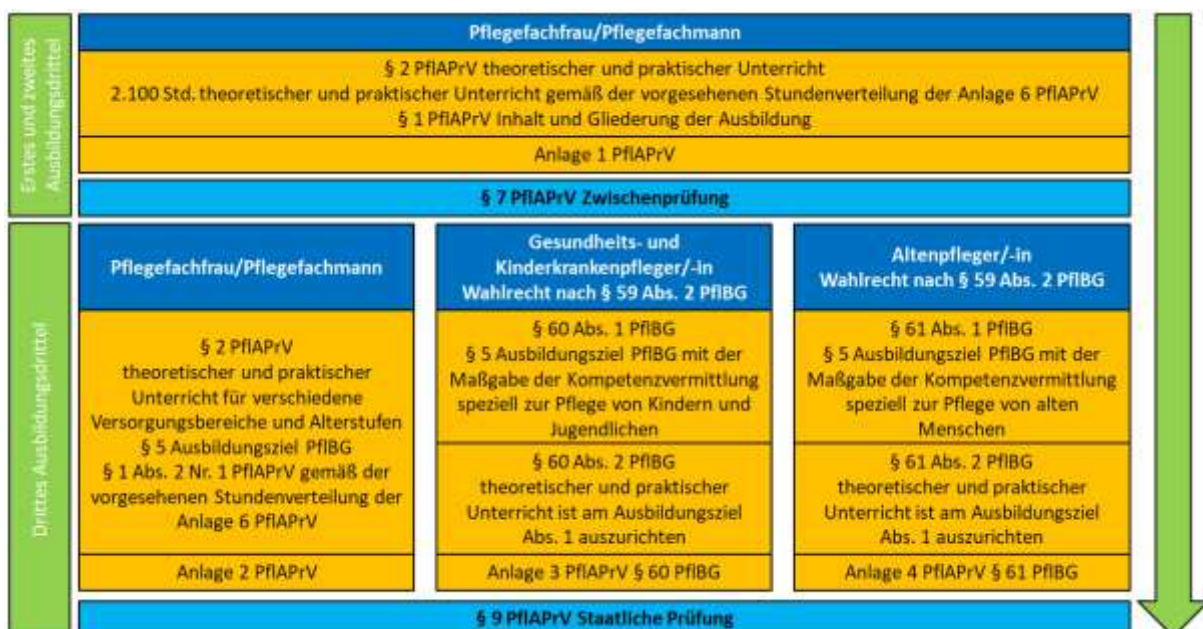 Erstes und zweites
Ausbildungsdrittel
Pflegefachfrau/Pflegefachmann
§ 2 PflAPrV theoretischer und praktischer Unterricht
2.100 Std. theoretischer und praktischer Unterricht gemäß der vorgesehenen Stundenverteilung der Anlage 6 PflAPrV
§ 1 PflAPrV Inhalt und Gliederung der Ausbildung
Anlage 1 PflAPrV
§ 7 PflAPrV Zwischenprüfung
Drittes Ausbildungsdrittel
Pflegefachfrau/Pflegefachmann
§ 2 PflAPrV
theoretischer und praktischer
Unterricht für verschiedene
Versorgungsbereiche und Alterstufen
§ 5 Ausbildungsziel PflBG
§ 1 Abs. 2 Nr. 1 PflAPrV gemäß der
vorgesehenen Stundenverteilung der
Anlage 6 PflAPrV
Anlage 2 PflAPrV
Gesundheits- und
Kinderkrankenpfleger/-in
Wahlrecht nach § 59 Abs. 2 PflBG
§ 60 Abs. 1 PflBG
§ 5 Ausbildungsziel PflBG mit der
Maßgabe der Kompetenzvermittlung
speziell zur Pflege von Kindern und
Jugendlichen
§ 60 Abs. 2 PflBG
theoretischer und praktischer
Unterricht ist am Ausbildungsziel
Abs. 1 auszurichten
Anlage 3 PflAPrV § 60 PflBG
Altenpfleger/-in
Wahlrecht nach § 59 Abs. 2 PflBG
§ 61 Abs. 1 PflBG
§ 5 Ausbildungsziel PflBG mit der
Maßgabe der Kompetenzvermittlung
speziell zur Pflege von alten
Menschen
§ 61 Abs. 2 PflBG
theoretischer und praktischer
Unterricht ist am Ausbildungsziel
Abs. 1 auszurichten
Anlage 4 PflAPrV § 61 PflBG
§ 9 PflAPrV Staatliche Prüfung